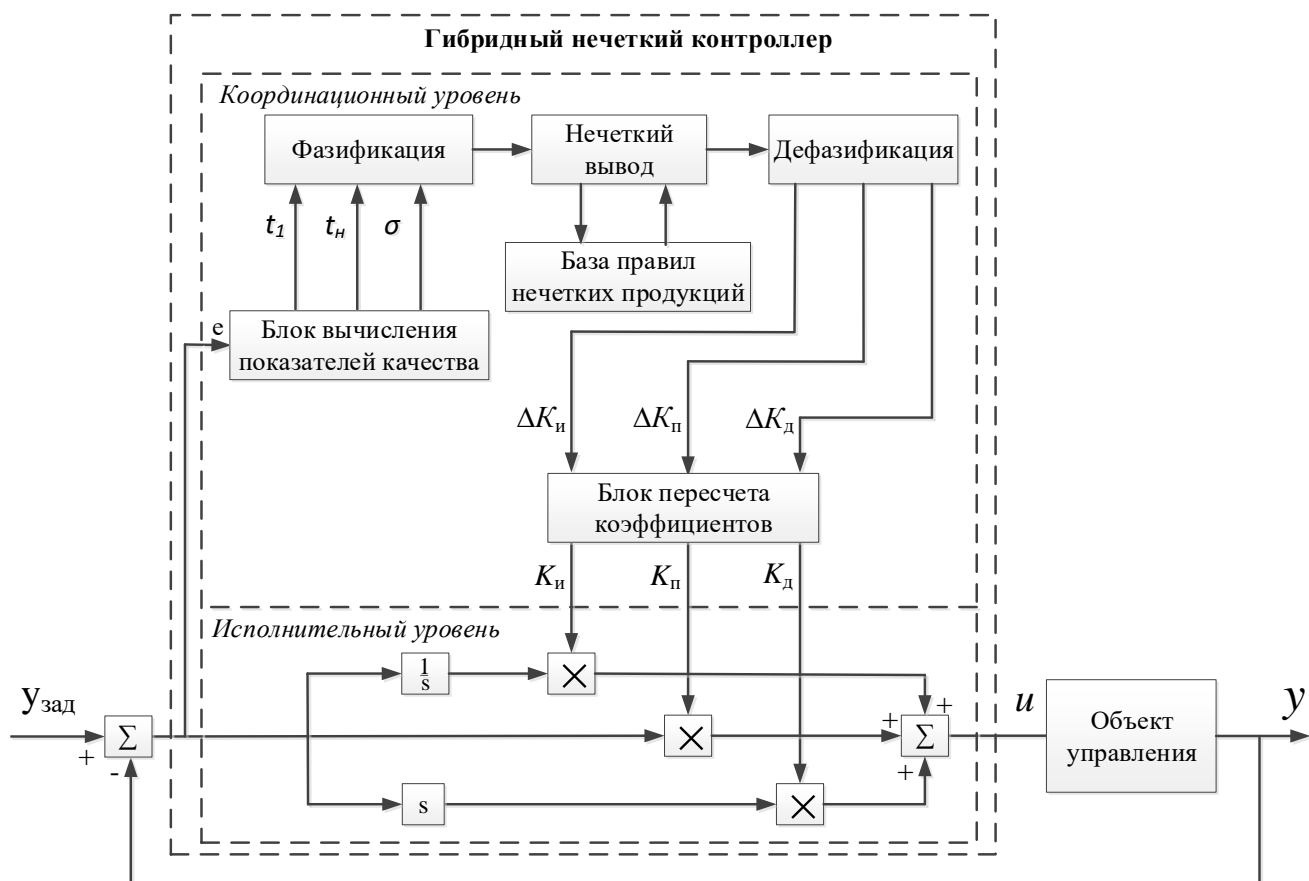 Гибридный нечеткий контроллер
Координационный уровень
Фазификация
Нечеткий
вывод
Дефазификация
t1 tн σ
База правил
нечетких продукций
e
Блок вычисления
показателей качества
ΔKи ΔKп ΔKд
Блок пересчета
коэффициентов
Kи Kп Kд
Исполнительный уровень
1
s
×
yзад
+
Σ
-
×
+
+
Σ
+
u
Объект
управления
y
s
×